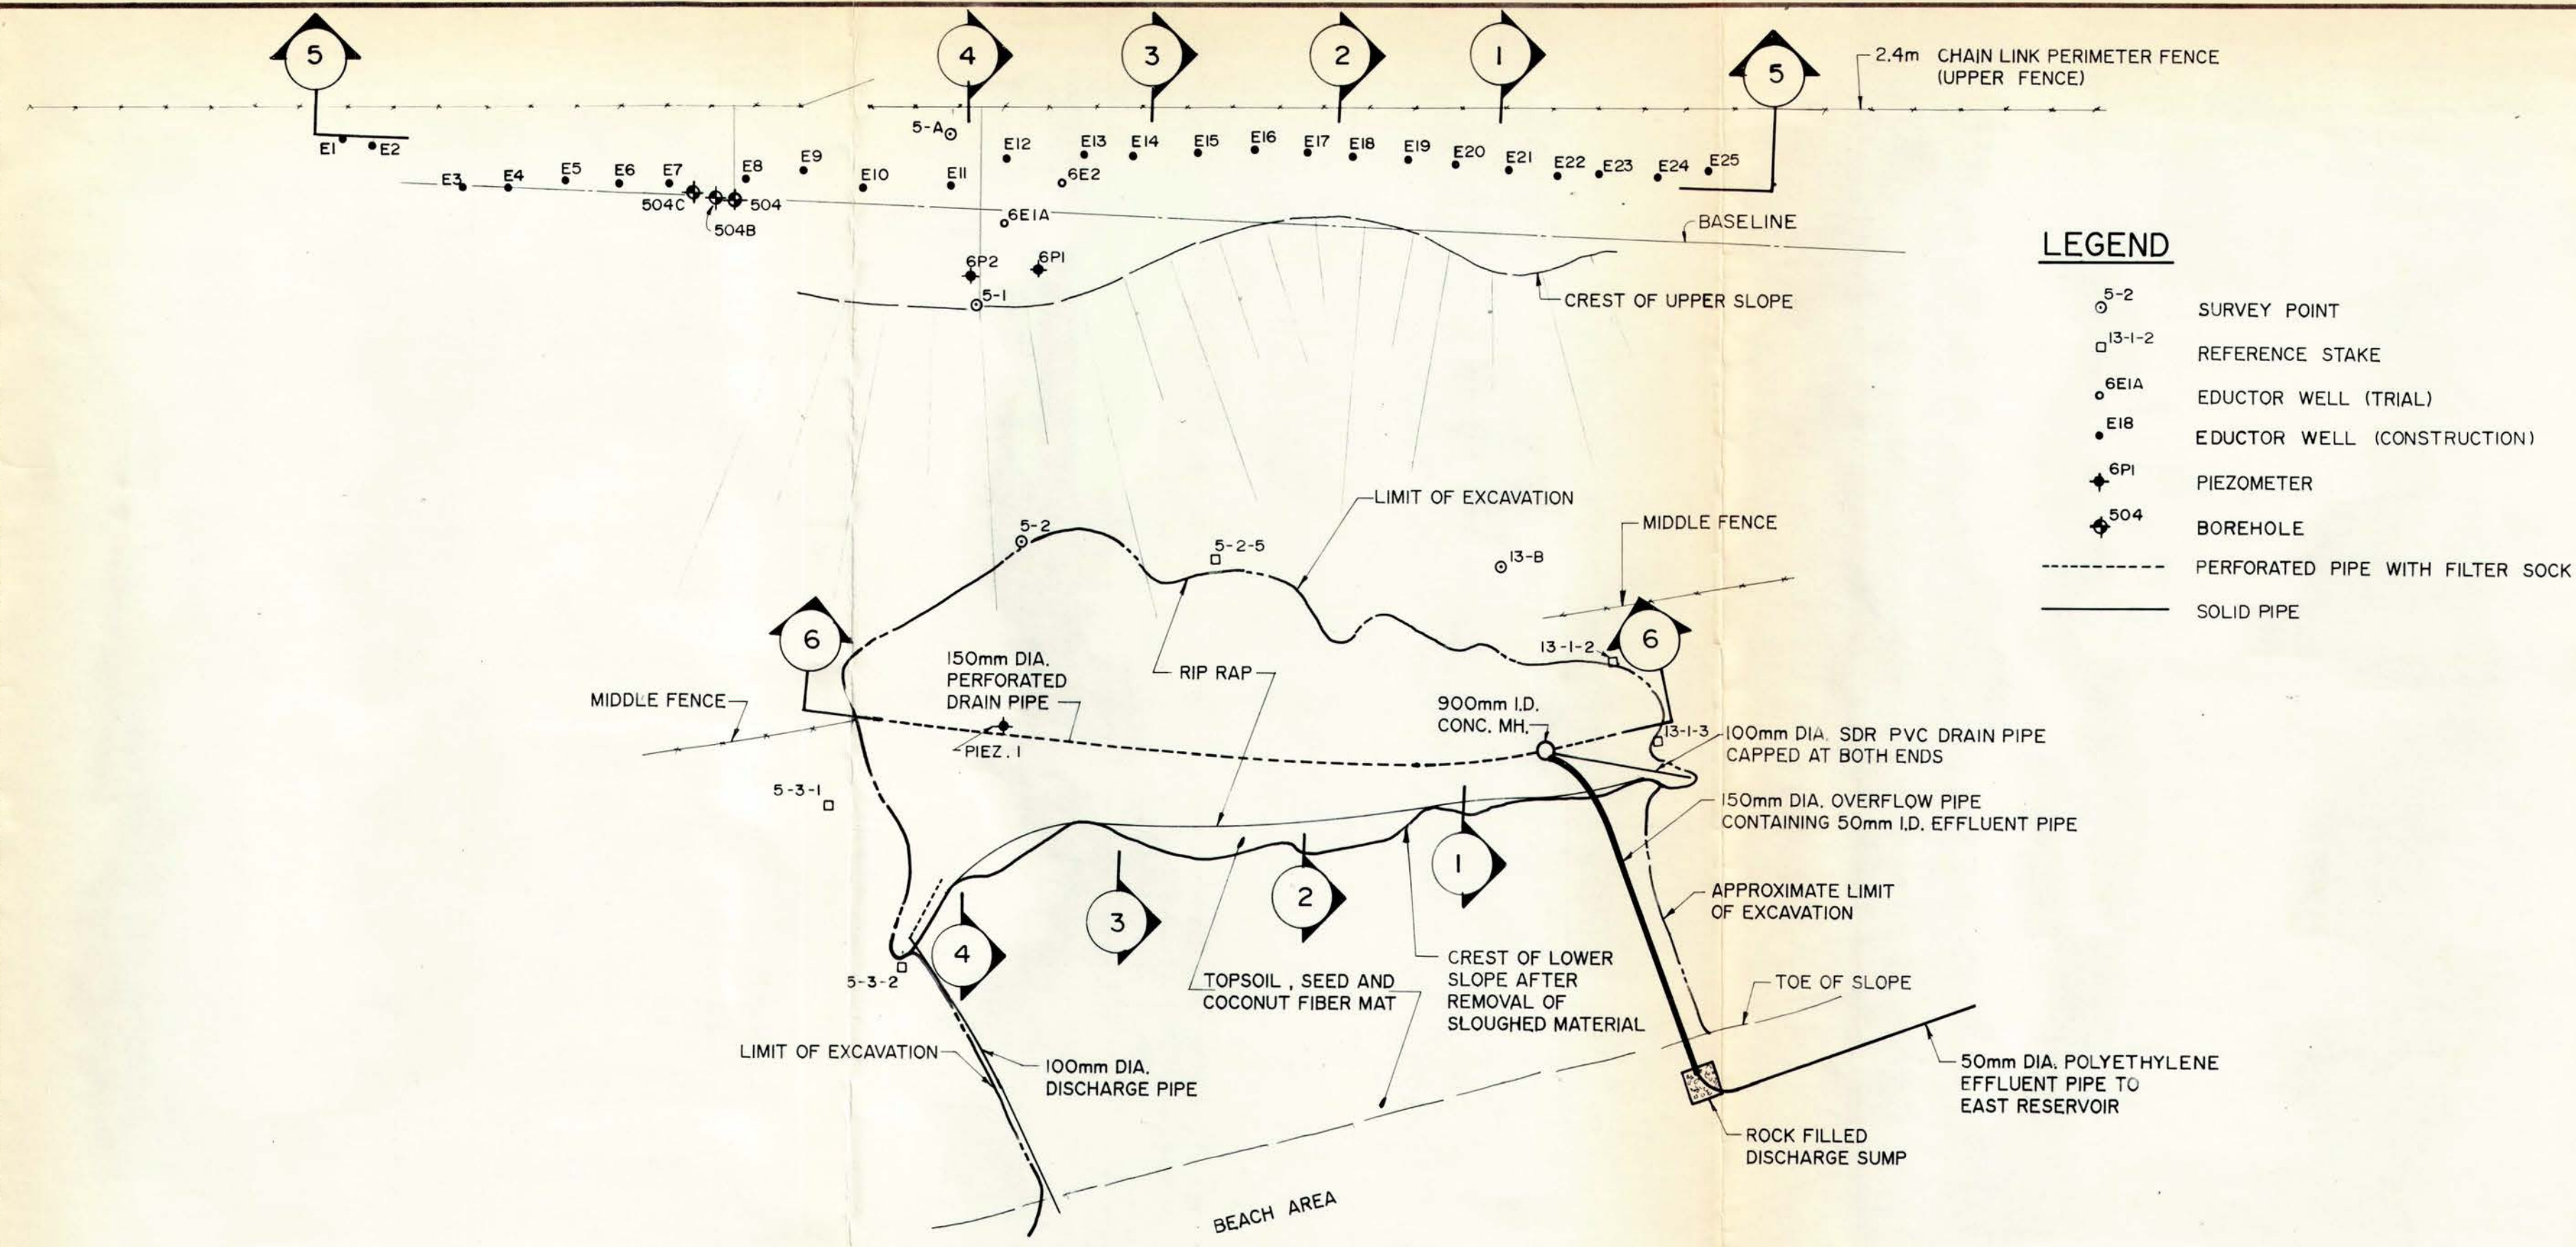 5
4
3
2
1
5
2.4m CHAIN LINK PERIMETER FENCE
(UPPER FENCE)
5-A
E1
E2
E3
E4
E5
E6
E7
E8
E9
E10
E11
E12
E13
E14
E15
E16
E17
E18
E19
E20
E21
E22
E23
E24
E25
6E2
504C
504
504B
6E1A
BASELINE
6P2
6P1
5-1
CREST OF UPPER SLOPE
LEGEND
5-2
SURVEY POINT
13-1-2
REFERENCE STAKE
6E1A
EDUCTOR WELL (TRIAL)
E18
EDUCTOR WELL (CONSTRUCTION)
6P1
PIEZOMETER
504
BOREHOLE
PERFORATED PIPE WITH FILTER SOCK
SOLID PIPE
LIMIT OF EXCAVATION
5-2
5-2-5
13-B
MIDDLE FENCE
6
6
13-1-2
150mm DIA.
PERFORATED
DRAIN PIPE
RIP RAP
MIDDLE FENCE
900mm I.D.
CONC. MH.
PIEZ. 1
13-1-3
100mm DIA. SDR PVC DRAIN PIPE
CAPPED AT BOTH ENDS
5-3-1
150mm DIA. OVERFLOW PIPE
CONTAINING 50mm I.D. EFFLUENT PIPE
1
2
3
4
APPROXIMATE LIMIT
OF EXCAVATION
5-3-2
TOPSOIL , SEED AND
COCONUT FIBER MAT
CREST OF LOWER
SLOPE AFTER
REMOVAL OF
SLOUGHED MATERIAL
TOE OF SLOPE
LIMIT OF EXCAVATION
100mm DIA.
DISCHARGE PIPE
50mm DIA. POLYETHYLENE
EFFLUENT PIPE TO
EAST RESERVOIR
ROCK FILLED
DISCHARGE SUMP
BEACH AREA